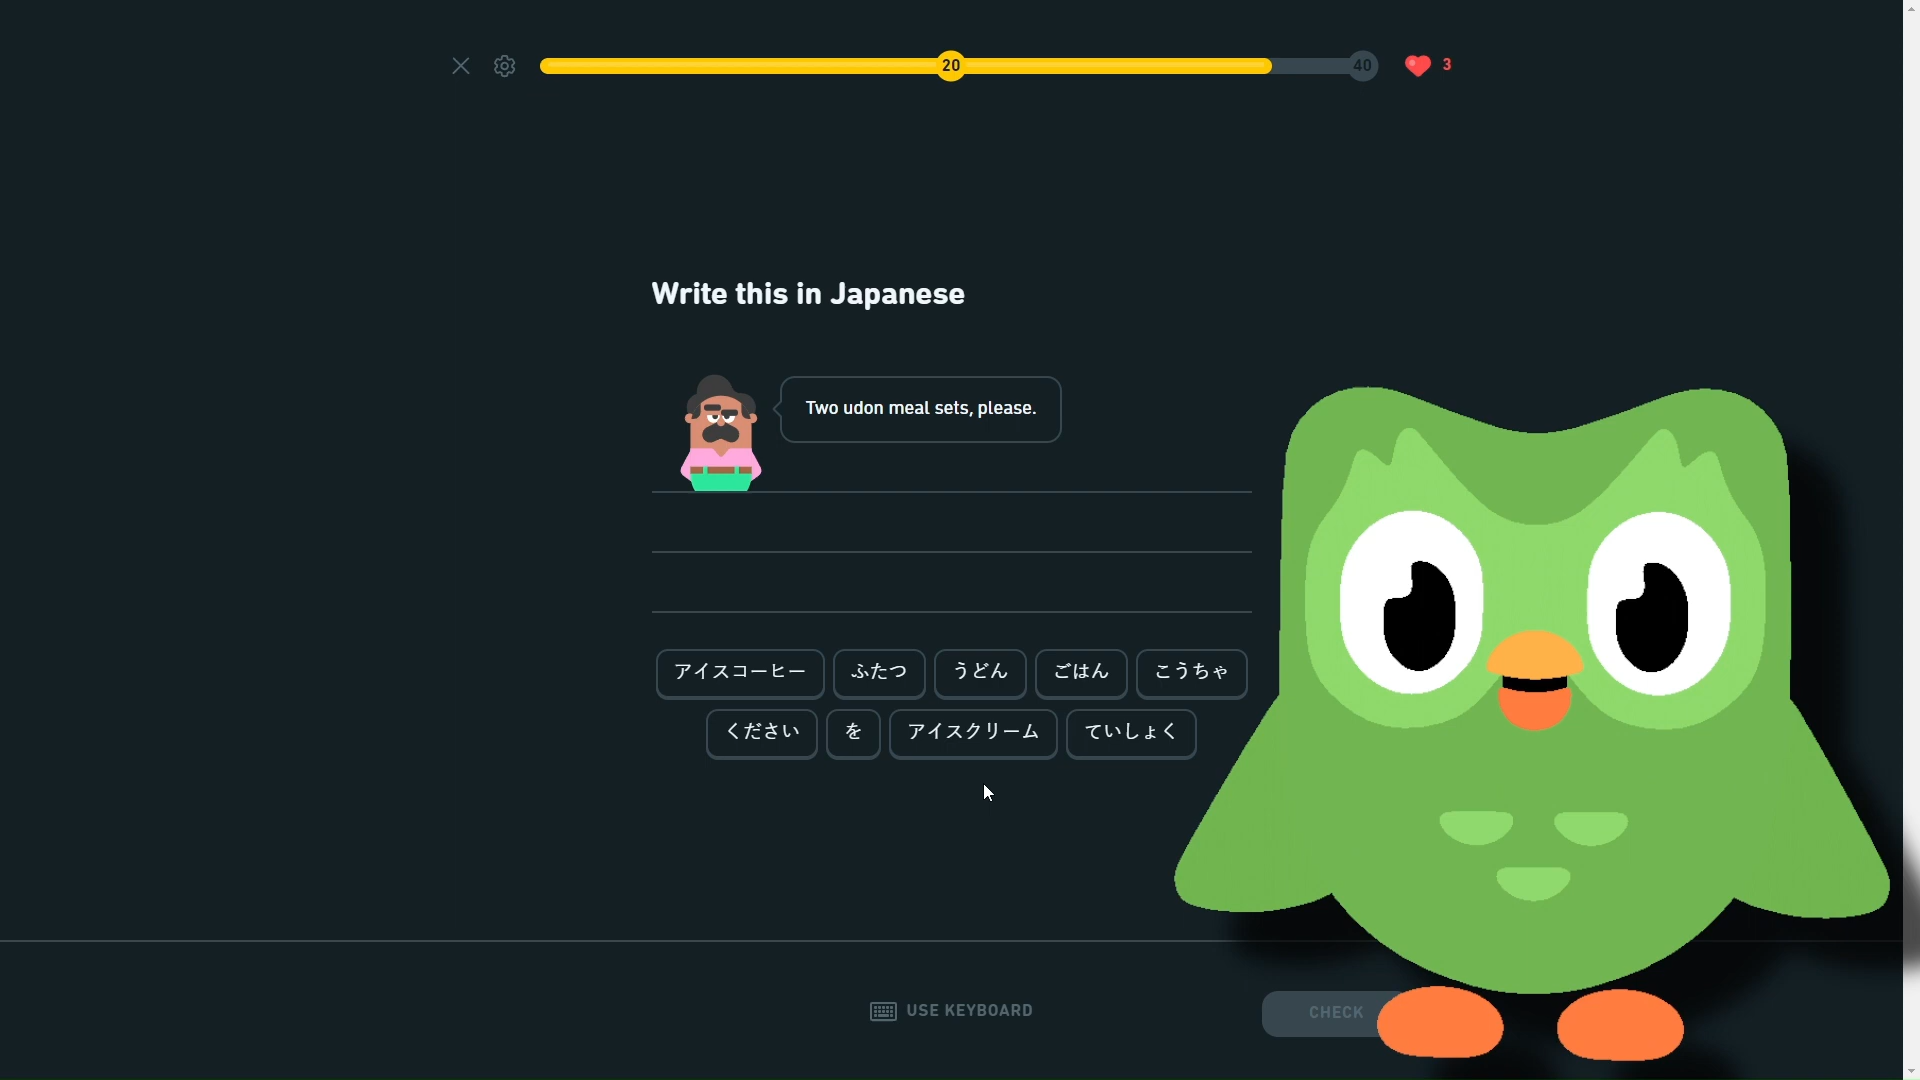 20
40
3
Write this in Japanese
Two udon meal sets, please.
アイスコーヒー ふたつ うどん ごはん こうちゃ
ください を アイスクリーム ていしょく
USE KEYBOARD
CHECK